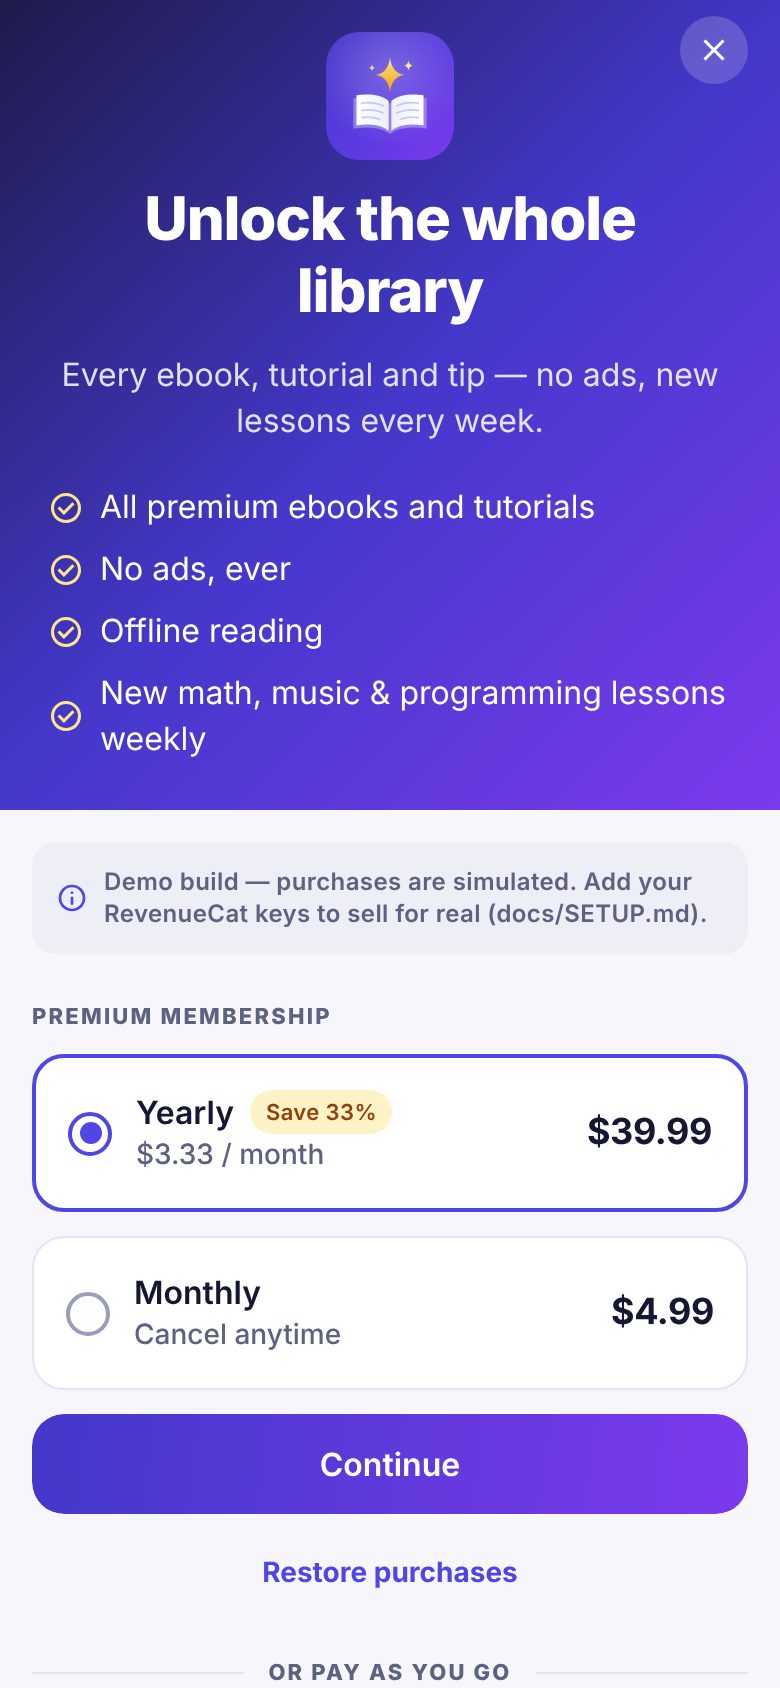 Unlock the whole
library
Every ebook, tutorial and tip — no ads, new
lessons every week.
All premium ebooks and tutorials
No ads, ever
Offline reading
New math, music & programming lessons
weekly
Demo build — purchases are simulated. Add your
RevenueCat keys to sell for real (docs/SETUP.md).
PREMIUM MEMBERSHIP
Yearly Save 33%
$3.33 / month
$39.99
Monthly
Cancel anytime
$4.99
Continue
Restore purchases
OR PAY AS YOU GO